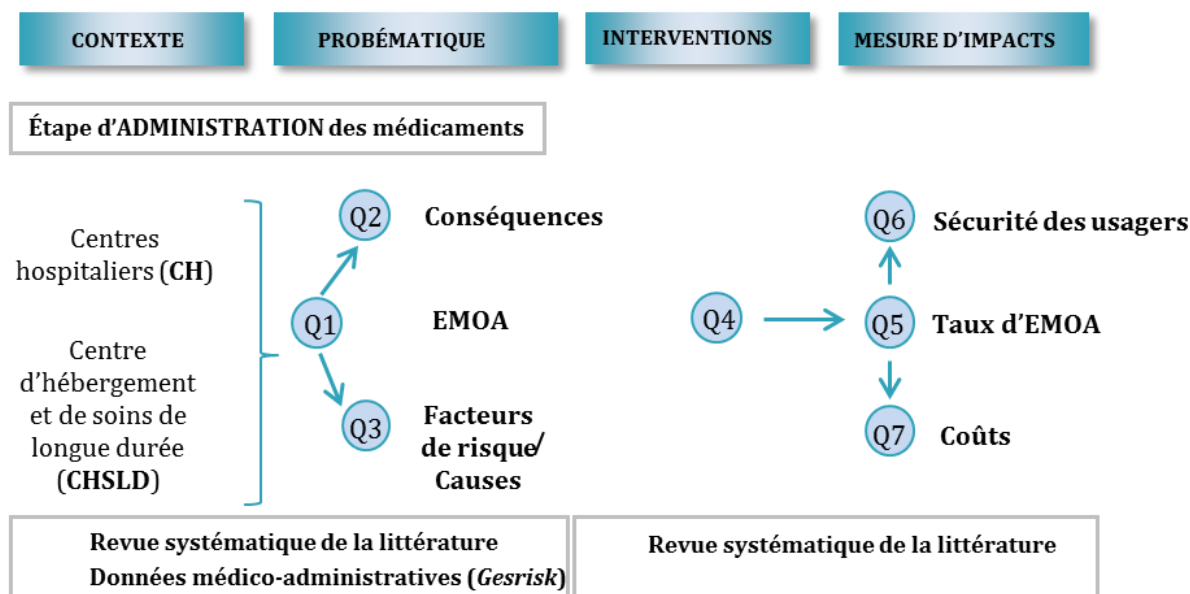 CONTEXTE
PROBÉMATIQUE
INTERVENTIONS
MESURE D'IMPACTS
Étape d'ADMINISTRATION des médicaments
Centres
hospitaliers (CH)
Centre
d'hébergement
et de soins de
longue durée
(CHSLD)
Q2
Conséquences
Q1
EMOA
Q3
Facteurs
de risque/
Causes
Q4
Q6
Sécurité des usagers
Q5
Taux d'EMOA
Q7
Coûts
Revue systématique de la littérature
Données médico-administratives (Gesrisk)
Revue systématique de la littérature